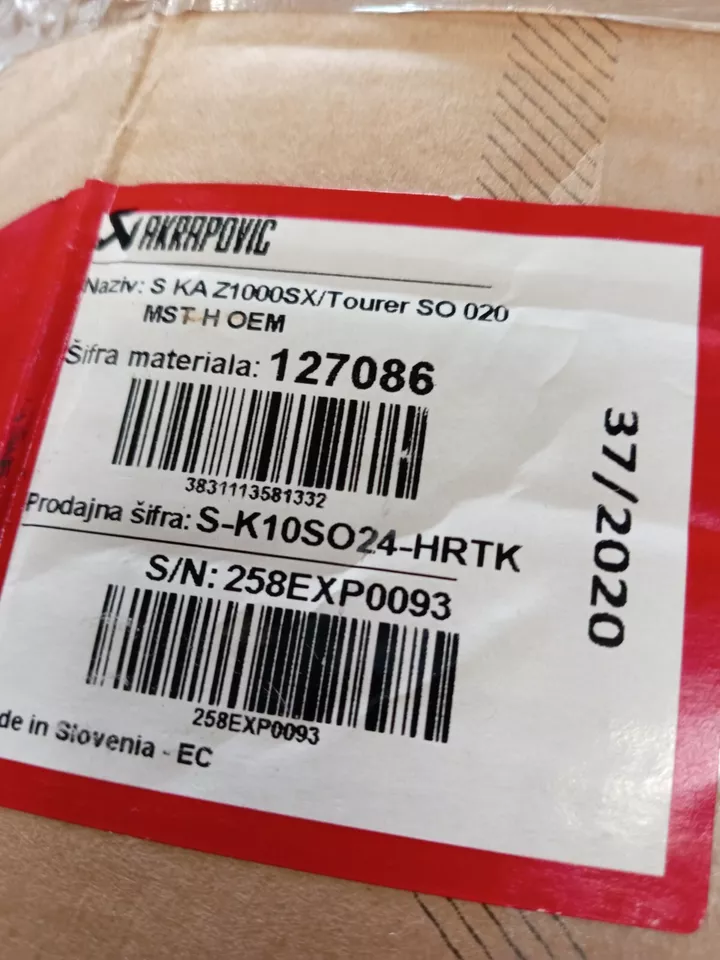 AKRAPOVIC
Naziv: S KA Z1000SX/Tourer SO 020
MST H OEM
Šifra materiala: 127086
3831113581332
Prodajna šifra: S-K10SO24-HRTK
S/N: 258EXP0093
258EXP0093
de in Slovenia - EC
37/2020